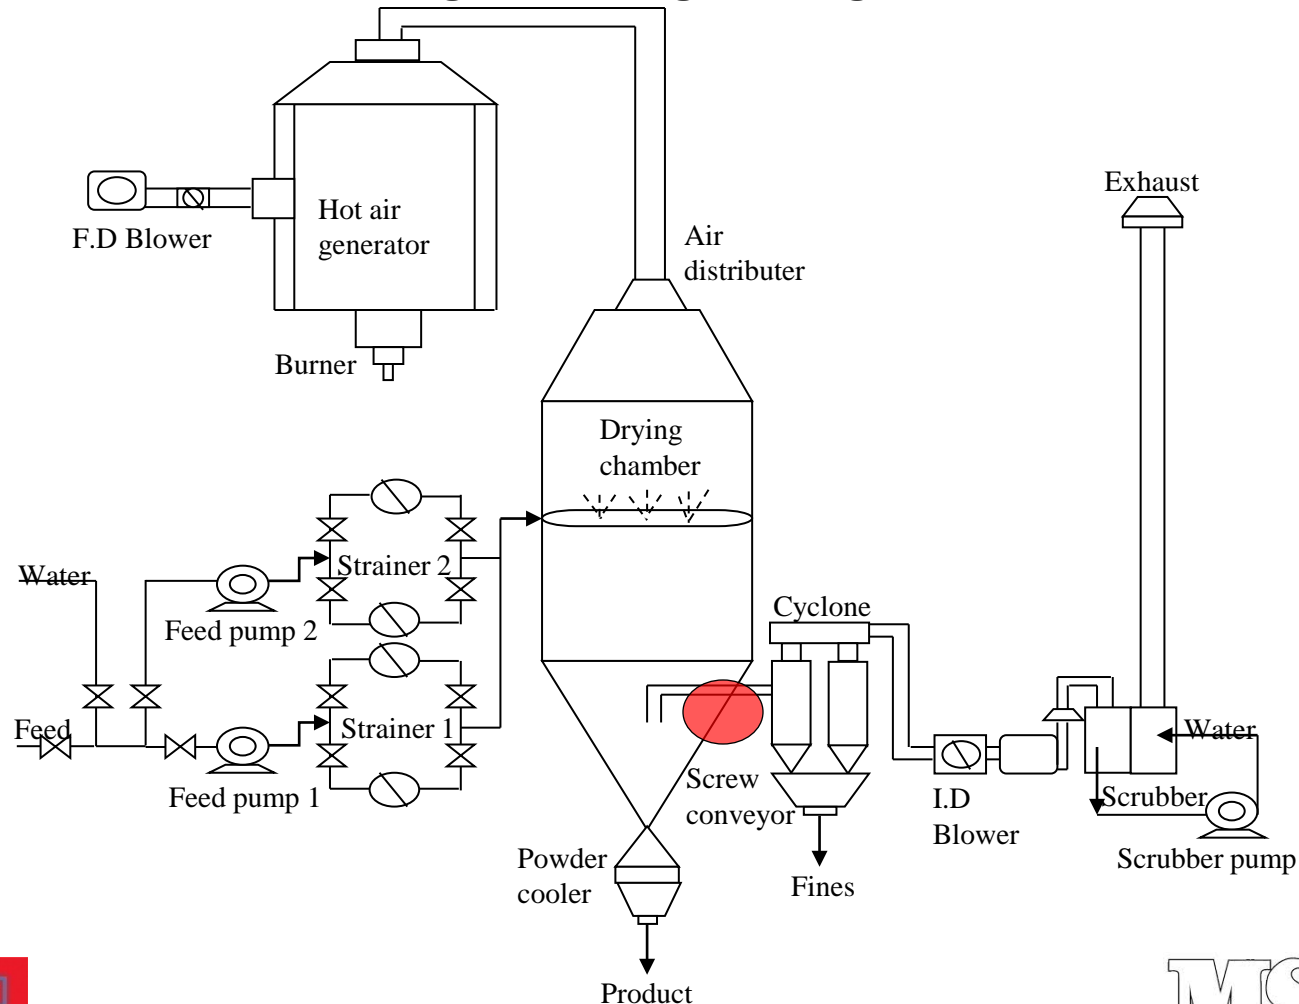 Exhaust
Hot air
generator
F.D Blower
Air
distributer
Burner
Drying
chamber
Strainer 2
Water
Feed pump 2
Cyclone
Feed
Strainer 1
Water
Screw
conveyor
Feed pump 1
I.D
Blower
Scrubber
Scrubber pump
Powder
cooler
Fines
Product